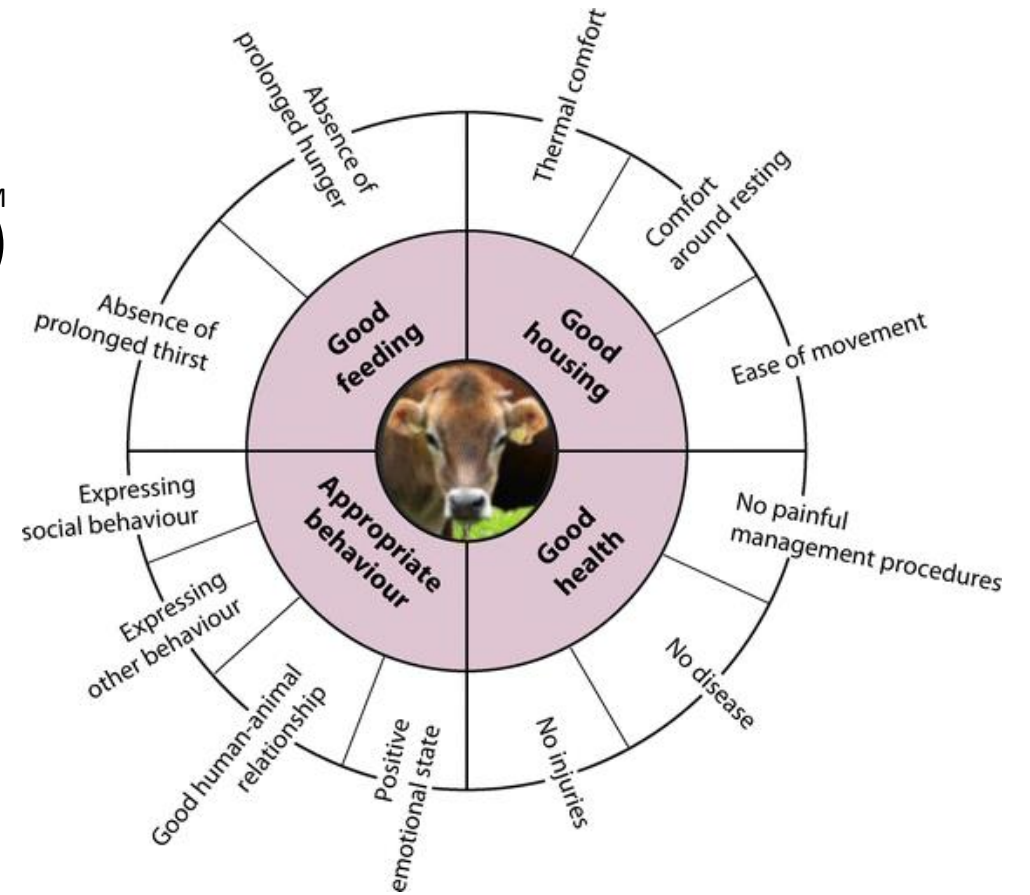 Thermal comfort
Comfort
around resting
Ease of movement
No painful
management procedures
No disease
No injuries
Positive
emotional state
Good human-animal
relationship
Expressing
other behaviour
Expressing
social behaviour
Absence of
prolonged thirst
Absence of
prolonged hunger
Good
feeding
Good
housing
Good
health
Appropriate
behaviour